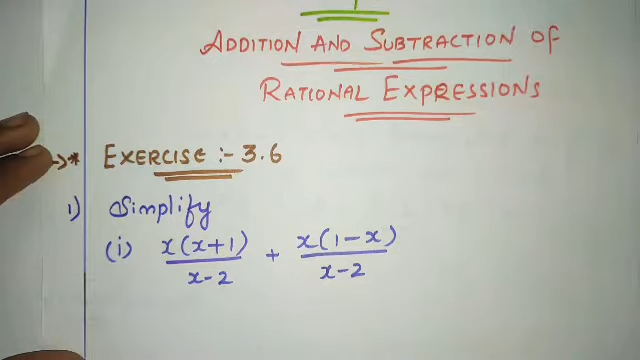 ADDITION AND SUBTRACTION OF
RATIONAL EXPRESSIONS
->* EXERCISE :- 3.6
1) Simplify
(i) x(x+1)/x-2 + x(1-x)/x-2